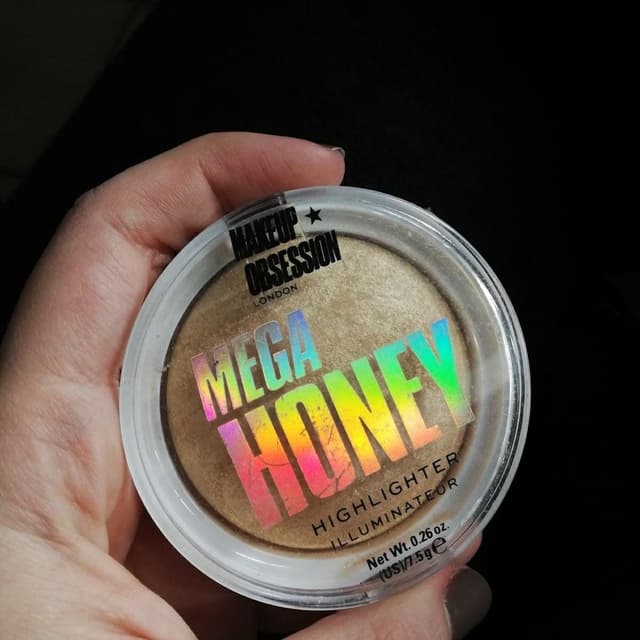 MAKEUP ★
OBSESSION
LONDON
MEGA
HONEY
HIGHLIGHTER
ILLUMINATEUR
Net Wt. 0.26 oz.
(US)/7.5g ℮